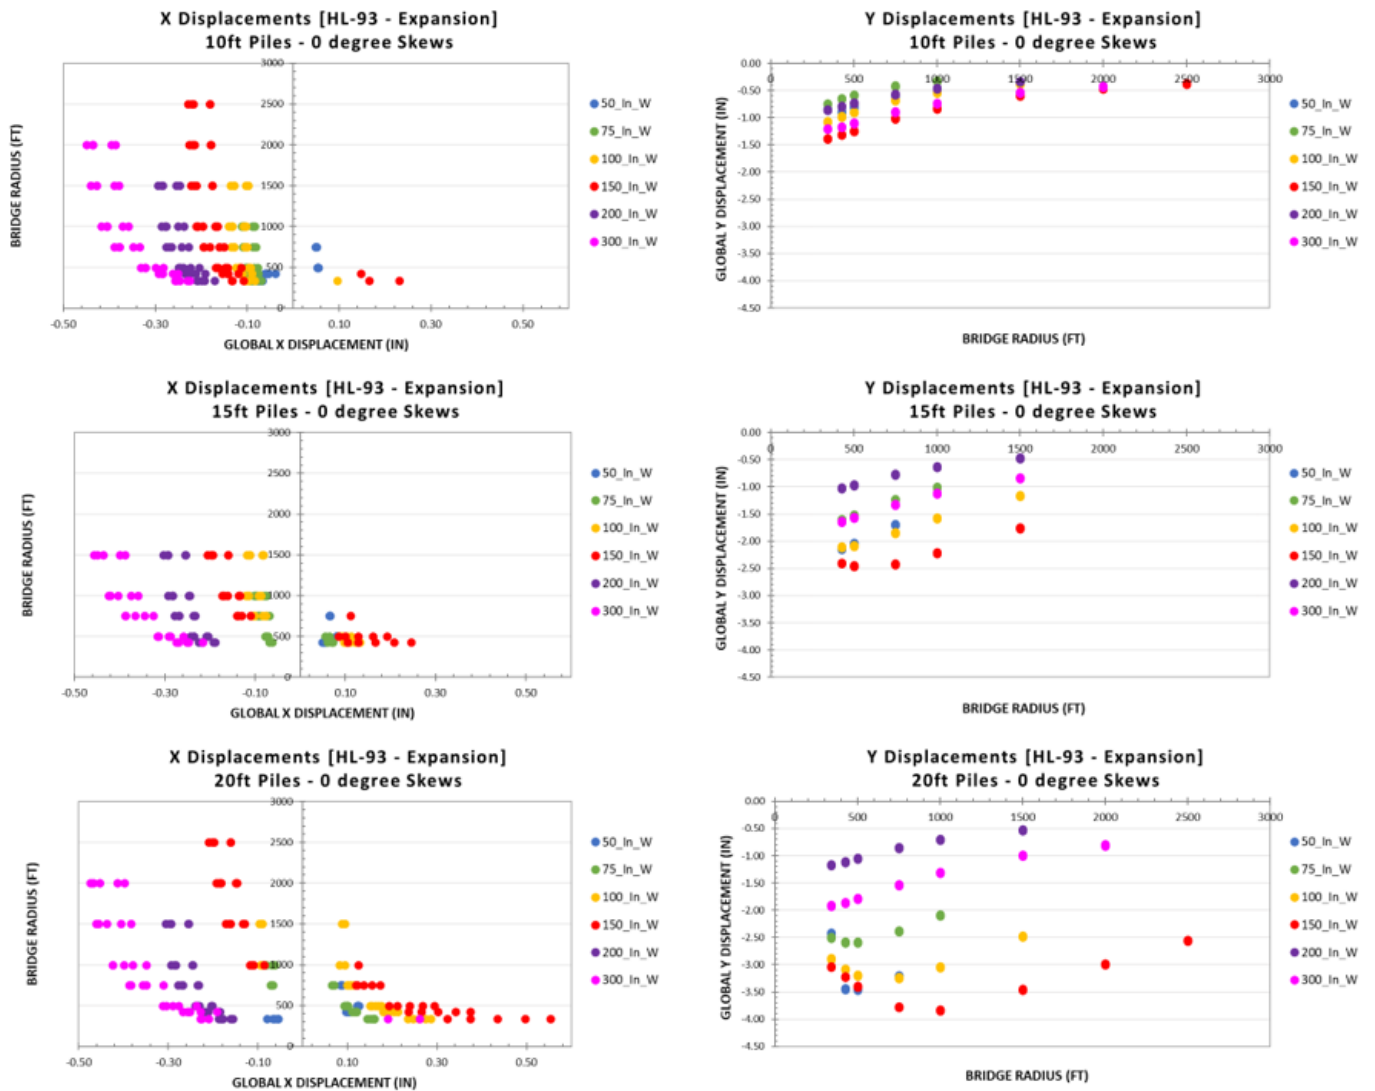 X Displacements [HL-93 - Expansion]
10ft Piles - 0 degree Skews
BRIDGE RADIUS (FT)
3000
2500
2000
1500
1000
500
0
-0.50
-0.30
-0.10
0.10
0.30
0.50
GLOBAL X DISPLACEMENT (IN)
50_In_W
75_In_W
100_In_W
150_In_W
200_In_W
300_In_W
Y Displacements [HL-93 - Expansion]
10ft Piles - 0 degree Skews
GLOBAL Y DISPLACEMENT (IN)
0.00
-0.50
-1.00
-1.50
-2.00
-2.50
-3.00
-3.50
-4.00
-4.50
0
500
1000
1500
2000
2500
3000
BRIDGE RADIUS (FT)
50_In_W
75_In_W
100_In_W
150_In_W
200_In_W
300_In_W
X Displacements [HL-93 - Expansion]
15ft Piles - 0 degree Skews
BRIDGE RADIUS (FT)
3000
2500
2000
1500
1000
500
0
-0.50
-0.30
-0.10
0.10
0.30
0.50
GLOBAL X DISPLACEMENT (IN)
50_In_W
75_In_W
100_In_W
150_In_W
200_In_W
300_In_W
Y Displacements [HL-93 - Expansion]
15ft Piles - 0 degree Skews
GLOBAL Y DISPLACEMENT (IN)
0.00
-0.50
-1.00
-1.50
-2.00
-2.50
-3.00
-3.50
-4.00
-4.50
0
500
1000
1500
2000
2500
3000
BRIDGE RADIUS (FT)
50_In_W
75_In_W
100_In_W
150_In_W
200_In_W
300_In_W
X Displacements [HL-93 - Expansion]
20ft Piles - 0 degree Skews
BRIDGE RADIUS (FT)
3000
2500
2000
1500
1000
500
0
-0.50
-0.30
-0.10
0.10
0.30
0.50
GLOBAL X DISPLACEMENT (IN)
50_In_W
75_In_W
100_In_W
150_In_W
200_In_W
300_In_W
Y Displacements [HL-93 - Expansion]
20ft Piles - 0 degree Skews
GLOBAL Y DISPLACEMENT (IN)
0.00
-0.50
-1.00
-1.50
-2.00
-2.50
-3.00
-3.50
-4.00
-4.50
0
500
1000
1500
2000
2500
3000
BRIDGE RADIUS (FT)
50_In_W
75_In_W
100_In_W
150_In_W
200_In_W
300_In_W